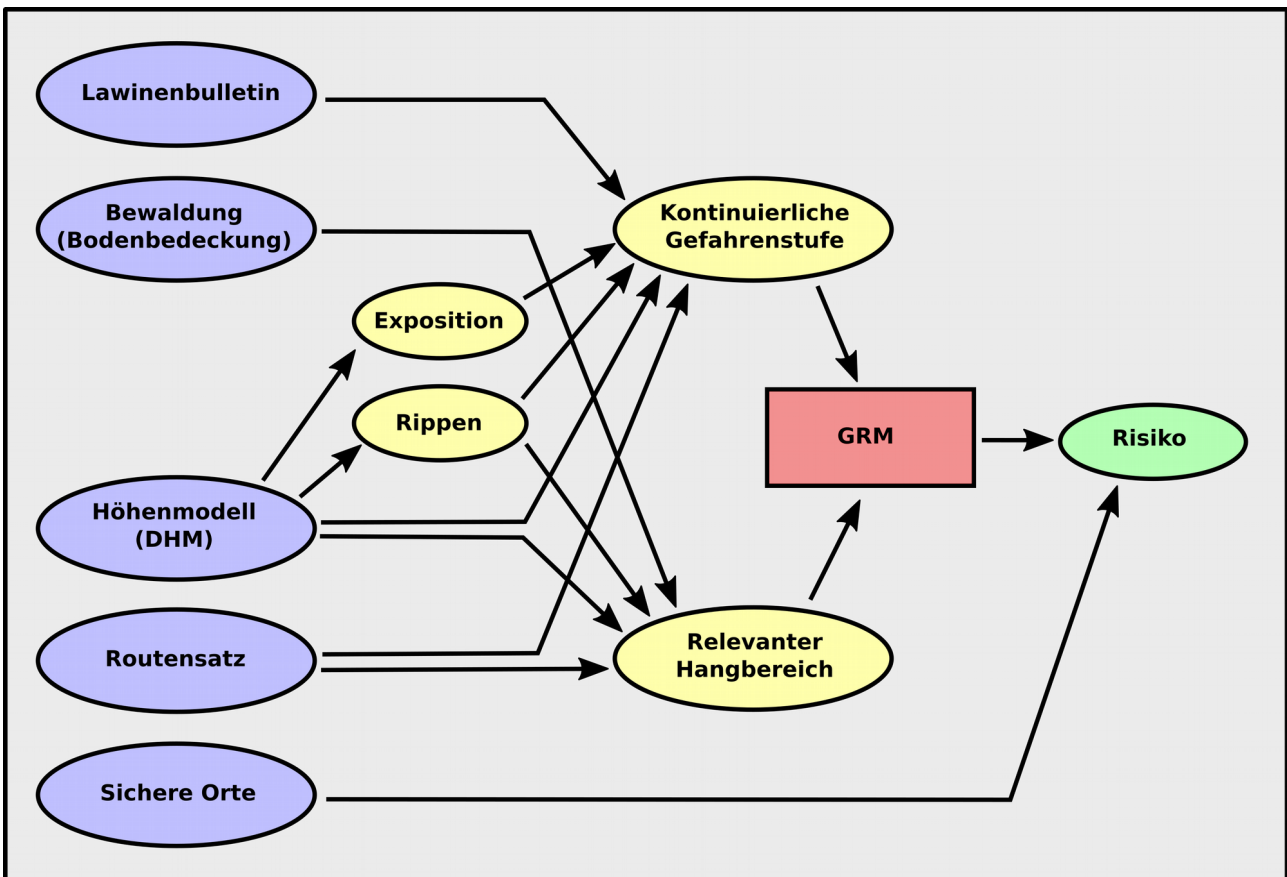 Lawinenbulletin
Bewaldung
(Bodenbedeckung)
Kontinuierliche
Gefahrenstufe
Exposition
Rippen
GRM
Risiko
Höhenmodell
(DHM)
Routensatz
Relevanter
Hangbereich
Sichere Orte